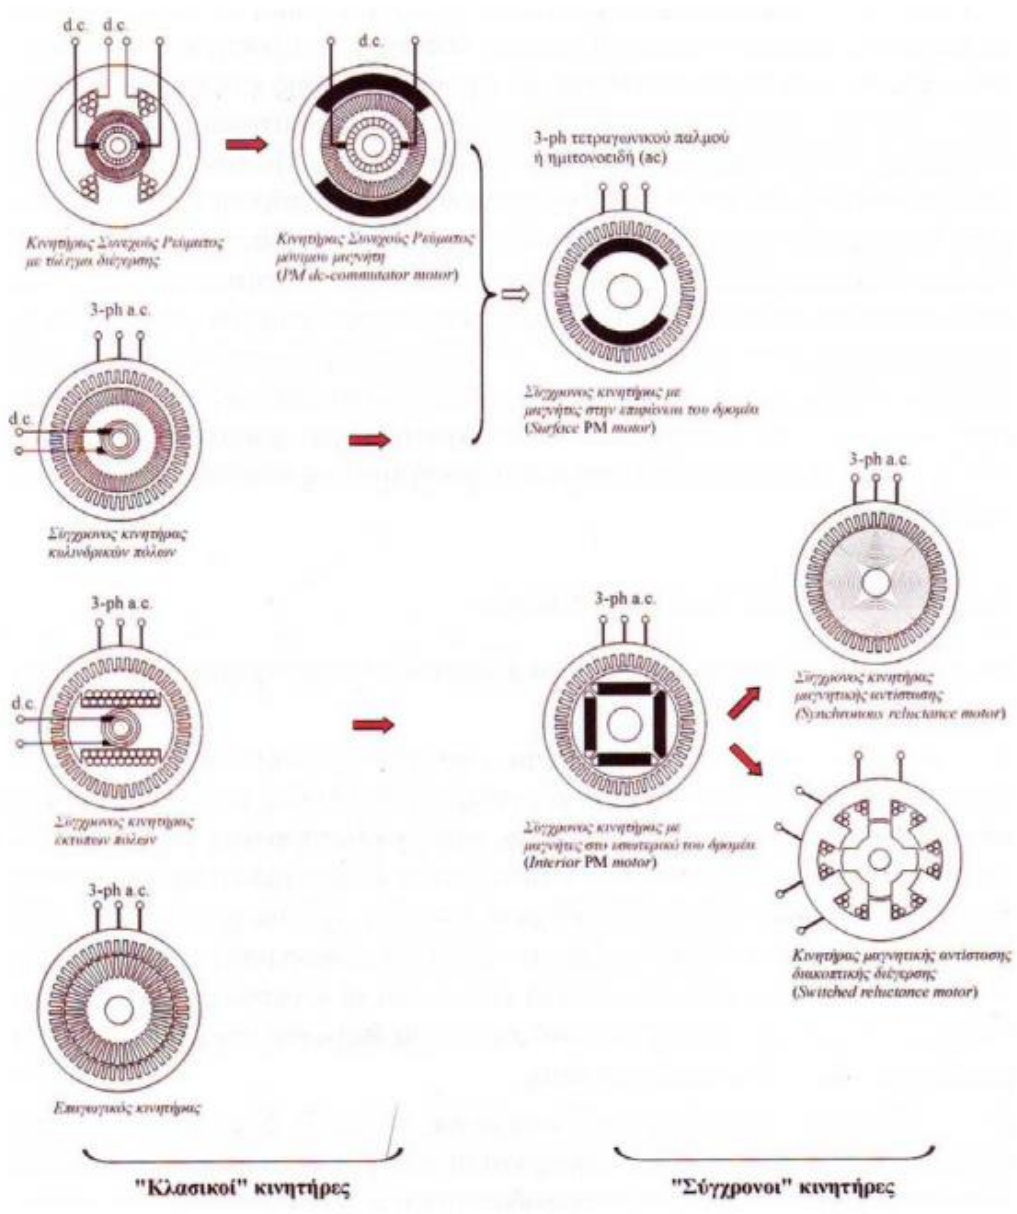 d.c.
d.c.
d.c.
Κινητήρας Συνεχούς Ρεύματος
με τύλιγμα διέγερσης
Κινητήρας Συνεχούς Ρεύματος
μόνιμου μαγνήτη
(PM dc-commutator motor)
3-ph τετραγωνικού παλμού
ή ημιτονοειδή (ac)
Σύγχρονος κινητήρας με
μαγνήτες στην επιφάνεια του δρομέα
(Surface PM motor)
3-ph a.c.
d.c.
Σύγχρονος κινητήρας
κυλινδρικών πόλων
3-ph a.c.
Σύγχρονος κινητήρας
μαγνητικής αντίστασης
(Synchronous reluctance motor)
3-ph a.c.
d.c.
Σύγχρονος κινητήρας
έκτυπων πόλων
3-ph a.c.
Σύγχρονος κινητήρας με
μαγνήτες στο εσωτερικό του δρομέα
(Interior PM motor)
Κινητήρας μαγνητικής αντίστασης
διακοπτικής διέγερσης
(Switched reluctance motor)
3-ph a.c.
Επαγωγικός κινητήρας
"Κλασικοί" κινητήρες
"Σύγχρονοι" κινητήρες